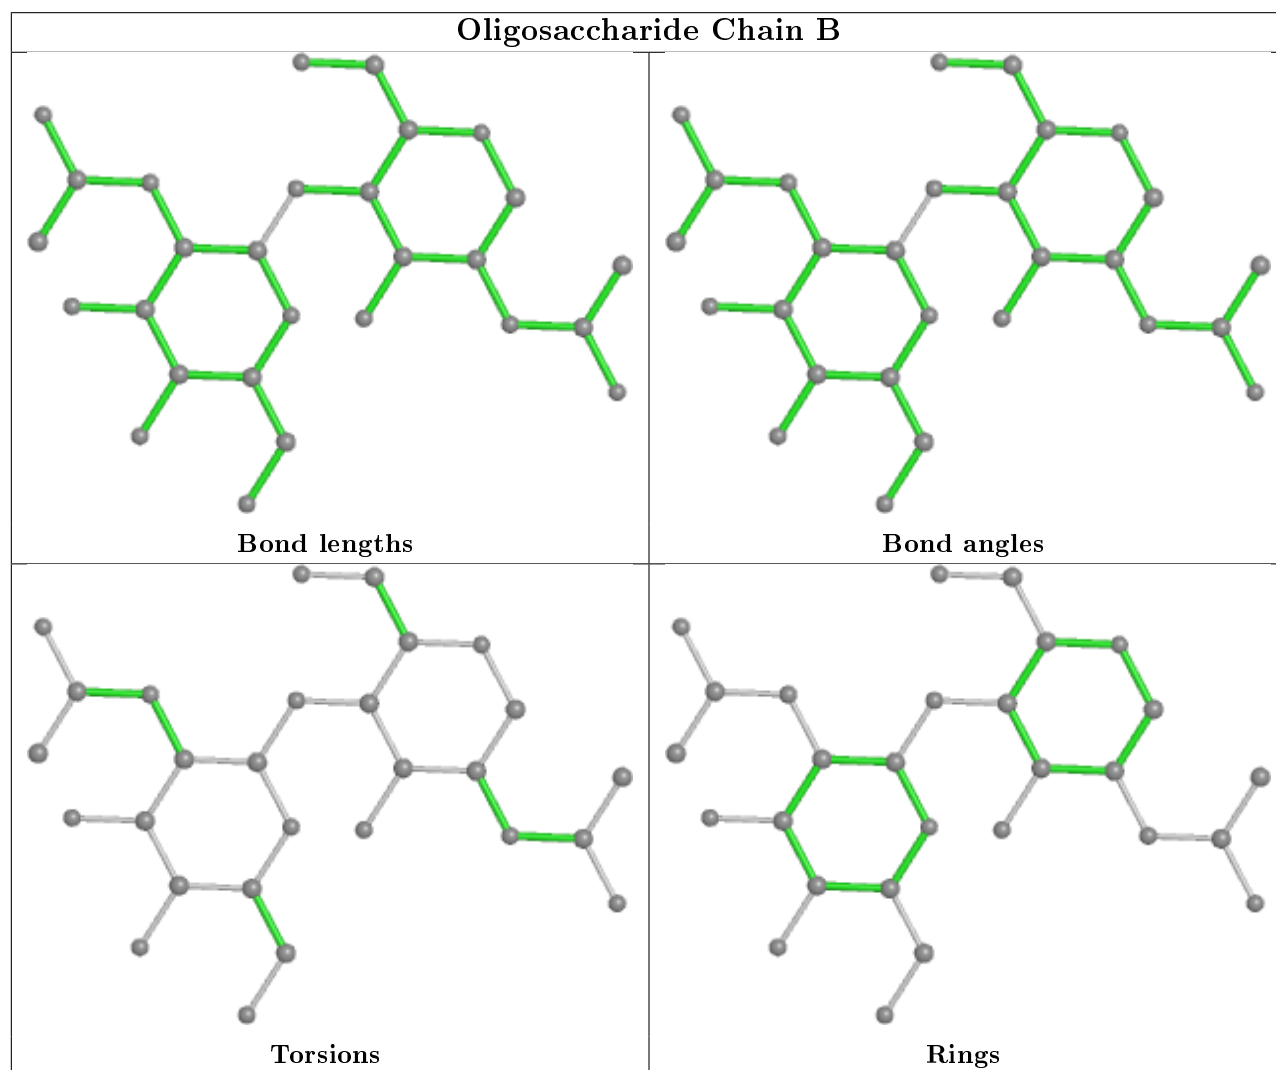 Oligosaccharide Chain B
Bond lengths
Bond angles
Torsions
Rings